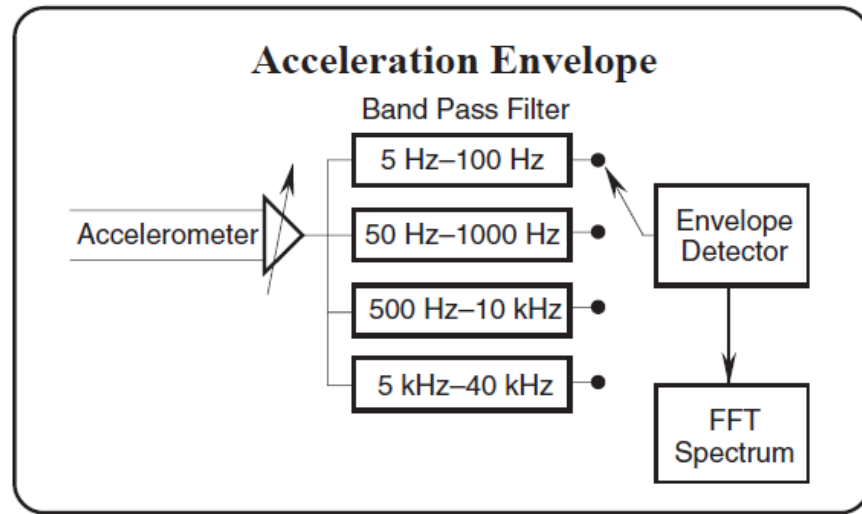 Acceleration Envelope
Band Pass Filter
5 Hz–100 Hz
Accelerometer
50 Hz–1000 Hz
500 Hz–10 kHz
5 kHz–40 kHz
Envelope
Detector
FFT
Spectrum